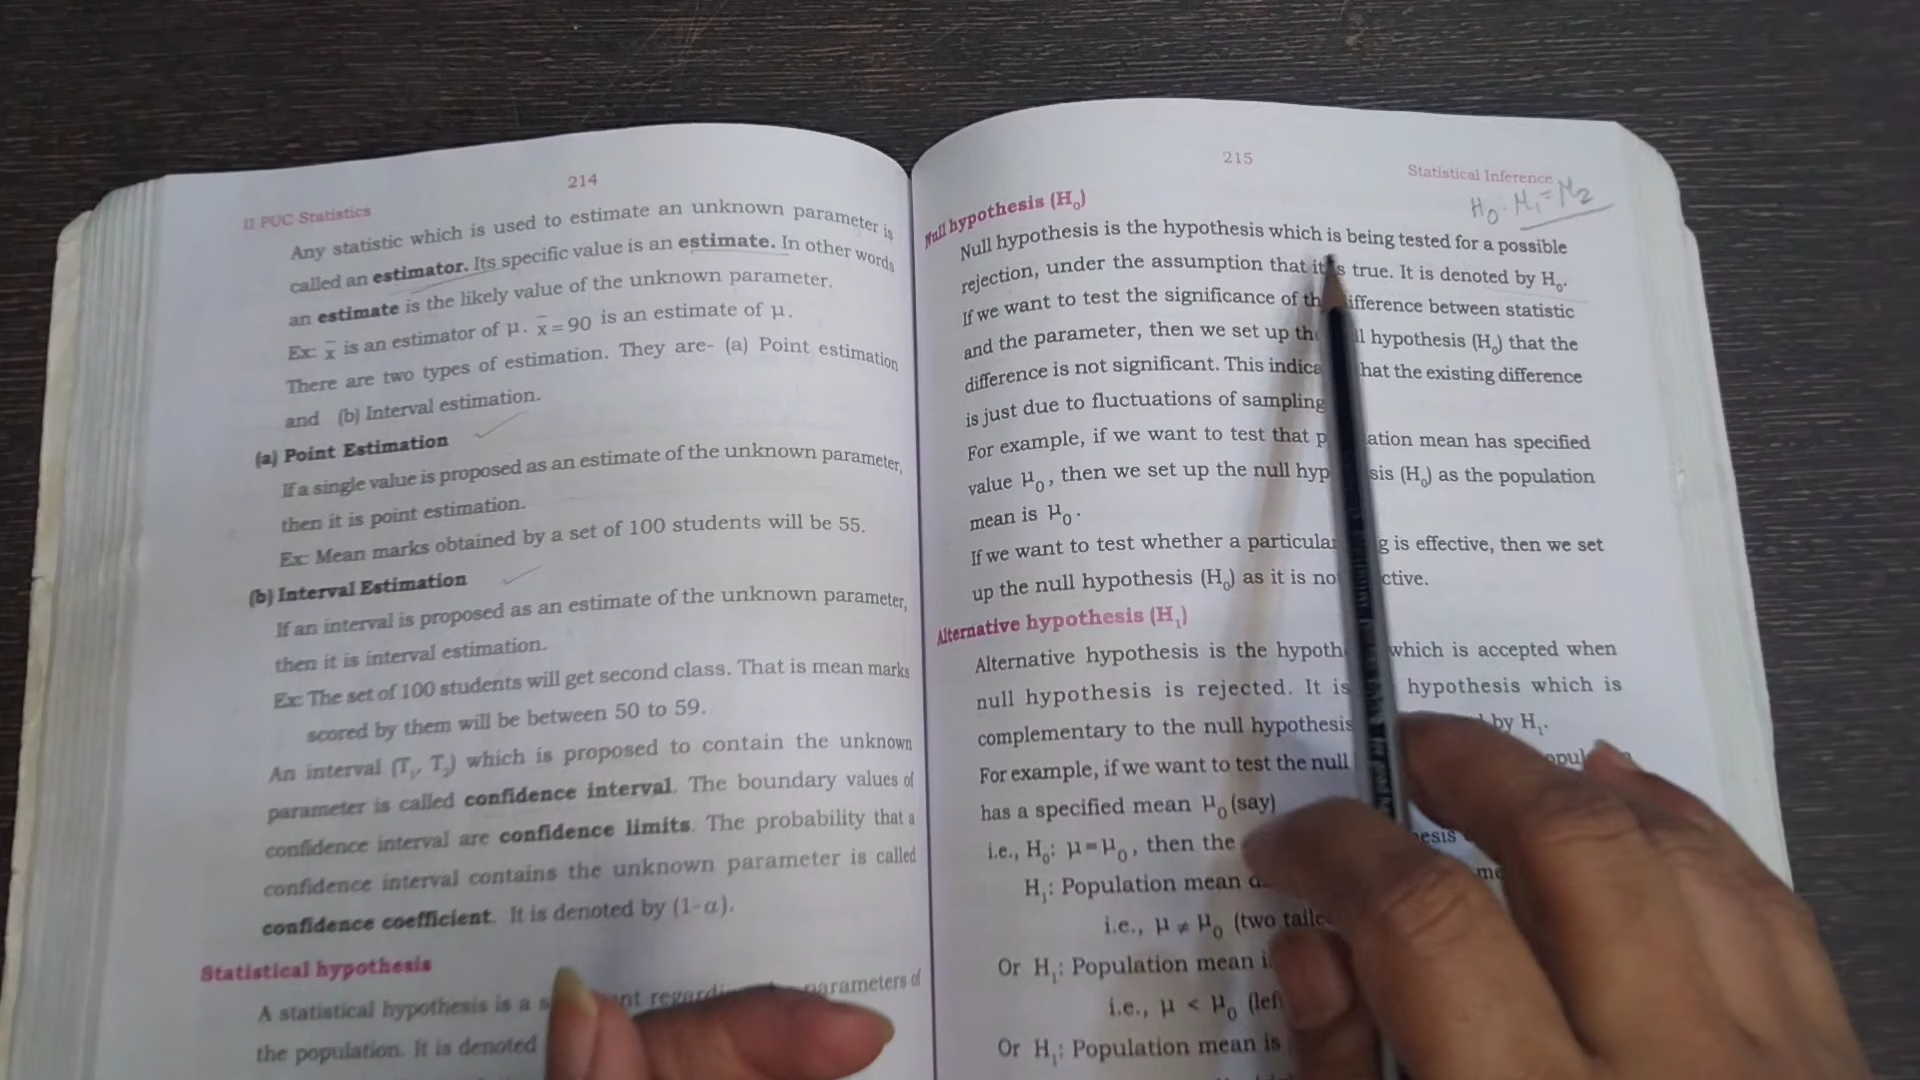 214
II PUC Statistics
Any statistic which is used to estimate an unknown parameter is
called an estimator. Its specific value is an estimate. In other words
an estimate is the likely value of the unknown parameter.
Ex: x̄ is an estimator of μ. x̄ = 90 is an estimate of μ.
There are two types of estimation. They are- (a) Point estimation
and (b) Interval estimation.
(a) Point Estimation
If a single value is proposed as an estimate of the unknown parameter,
then it is point estimation.
Ex: Mean marks obtained by a set of 100 students will be 55.
(b) Interval Estimation
If an interval is proposed as an estimate of the unknown parameter,
then it is interval estimation.
Ex: The set of 100 students will get second class. That is mean marks
scored by them will be between 50 to 59.
An interval (T₁, T₂) which is proposed to contain the unknown
parameter is called confidence interval. The boundary values of
confidence interval are confidence limits. The probability that a
confidence interval contains the unknown parameter is called
confidence coefficient. It is denoted by (1-α).
Statistical hypothesis
A statistical hypothesis is a parameters of
the population. It is denoted
215
Statistical Inference
H₀: μ₁ = μ₂
Null hypothesis (H₀)
Null hypothesis is the hypothesis which is being tested for a possible
rejection, under the assumption that it is true. It is denoted by H₀.
If we want to test the significance of difference between statistic
and the parameter, then we set up hypothesis (H₀) that the
difference is not significant. This that the existing difference
is just due to fluctuations of sampling
For example, if we want to test that mean has specified
value μ₀, then we set up the null (H₀) as the population
mean is μ₀.
If we want to test whether a particular is effective, then we set
up the null hypothesis (H₀) as it is
Alternative hypothesis (H₁)
Alternative hypothesis is the which is accepted when
null hypothesis is rejected. It is hypothesis which is
complementary to the null hypothesis by H₁.
For example, if we want to test the null
has a specified mean μ₀ (say)
i.e., H₀: μ = μ₀, then the
H₁: Population mean
i.e., μ ≠ μ₀ (two
Or H₁: Population mean
i.e., μ < μ₀
Or H₁: Population mean is